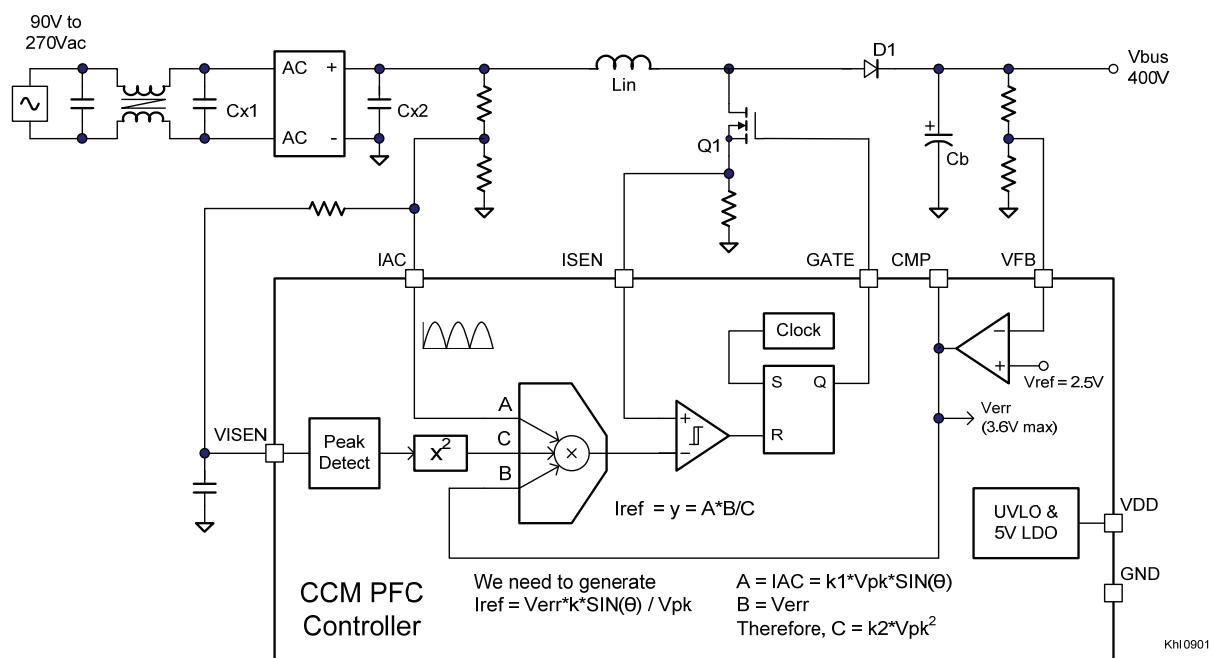 90V to
270Vac
AC +
AC -
Cx1
Cx2
Lin
D1
Vbus
400V
Q1
+
Cb
IAC
ISEN
GATE
CMP
VFB
Clock
S Q
R
−
+
Vref = 2.5V
Verr
(3.6V max)
VISEN
Peak
Detect
x²
A
C
B
×
+
−
Iref = y = A*B/C
UVLO &
5V LDO
VDD
GND
CCM PFC
Controller
We need to generate
Iref = Verr*k*SIN(θ) / Vpk
A = IAC = k1*Vpk*SIN(θ)
B = Verr
Therefore, C = k2*Vpk²
Khl 0901